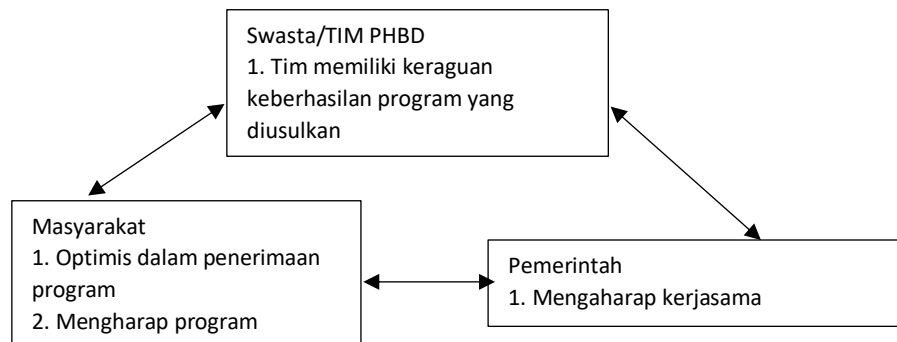 Swasta/TIM PHBD
1. Tim memiliki keraguan
keberhasilan program yang
diusulkan
Masyarakat
1. Optimis dalam penerimaan
program
2. Mengharap program
Pemerintah
1. Mengaharap kerjasama